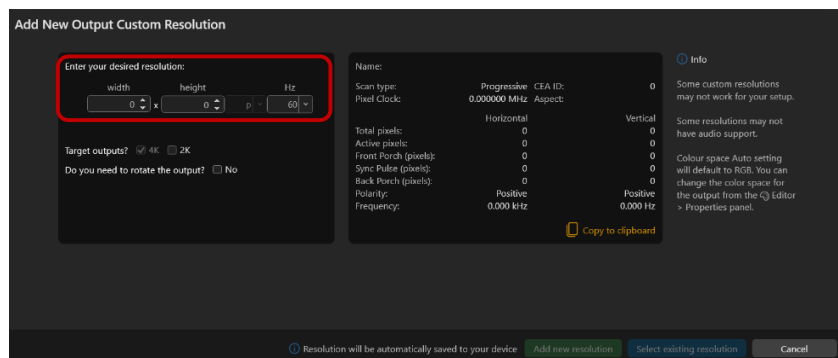 Add New Output Custom Resolution
Enter your desired resolution:
width height Hz
0 x 0 p 60
Target outputs? 4K 2K
Do you need to rotate the output? No
Name:
Scan type: Progressive CEA ID: 0
Pixel Clock: 0.000000 MHz Aspect:
Horizontal Vertical
Total pixels: 0 0
Active pixels: 0 0
Front Porch (pixels): 0 0
Sync Pulse (pixels): 0 0
Back Porch (pixels): 0 0
Polarity: Positive Positive
Frequency: 0.000 kHz 0.000 Hz
Copy to clipboard
Info
Some custom resolutions
may not work for your setup.
Some resolutions may not
have audio support.
Colour space Auto setting
will default to RGB. You can
change the color space for
the output from the Editor
> Properties panel.
Resolution will be automatically saved to your device Add new resolution Select existing resolution Cancel